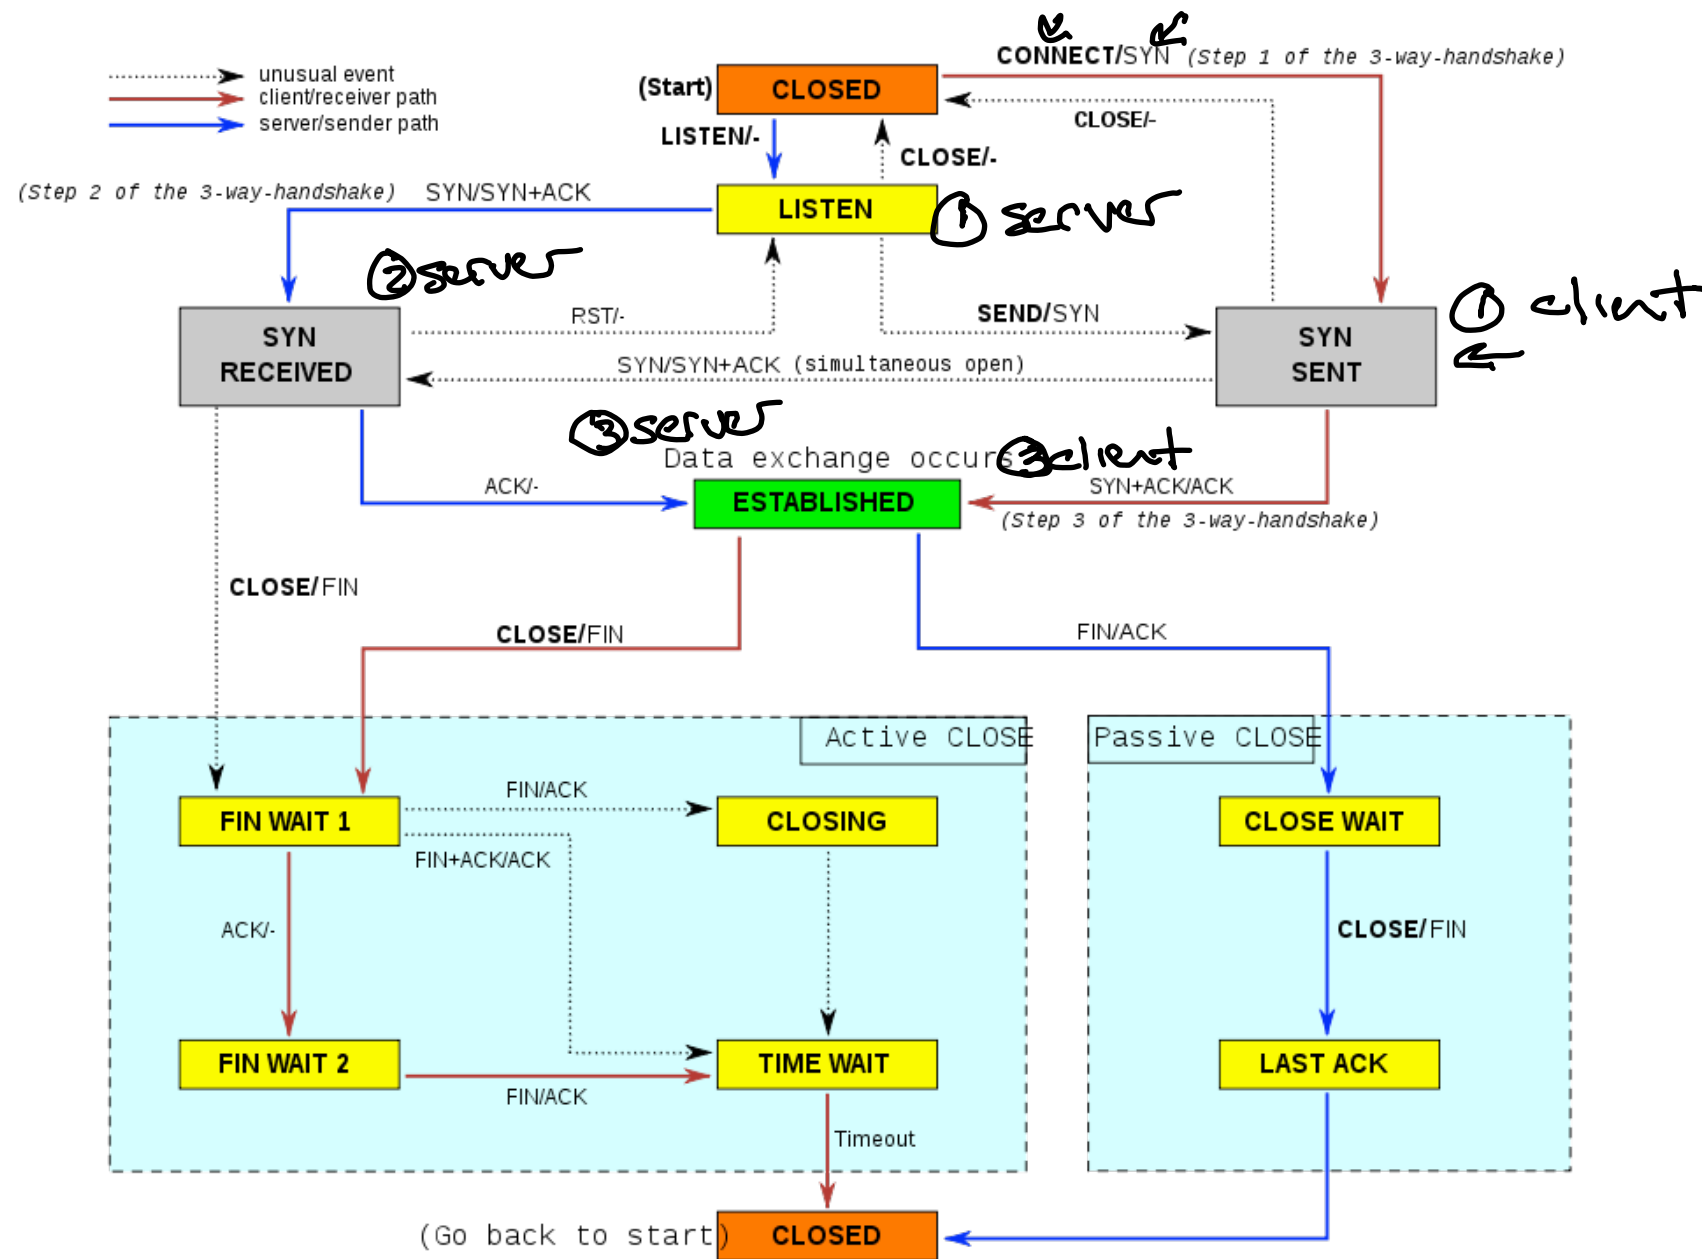 CONNECT/SYN (Step 1 of the 3-way-handshake)
unusual event
client/receiver path
server/sender path
(Start) CLOSED
CLOSE/-
LISTEN/-
CLOSE/-
(Step 2 of the 3-way-handshake) SYN/SYN+ACK
LISTEN
① server
② server
RST/-
SEND/SYN
SYN
RECEIVED
SYN
SENT
① client
SYN/SYN+ACK (simultaneous open)
③ server
Data exchange occurs
③ client
ACK/-
ESTABLISHED
SYN+ACK/ACK
(Step 3 of the 3-way-handshake)
CLOSE/FIN
CLOSE/FIN
FIN/ACK
Active CLOSE
Passive CLOSE
FIN WAIT 1
FIN/ACK
CLOSING
CLOSE WAIT
FIN+ACK/ACK
ACK/-
CLOSE/FIN
FIN WAIT 2
FIN/ACK
TIME WAIT
LAST ACK
Timeout
(Go back to start) CLOSED